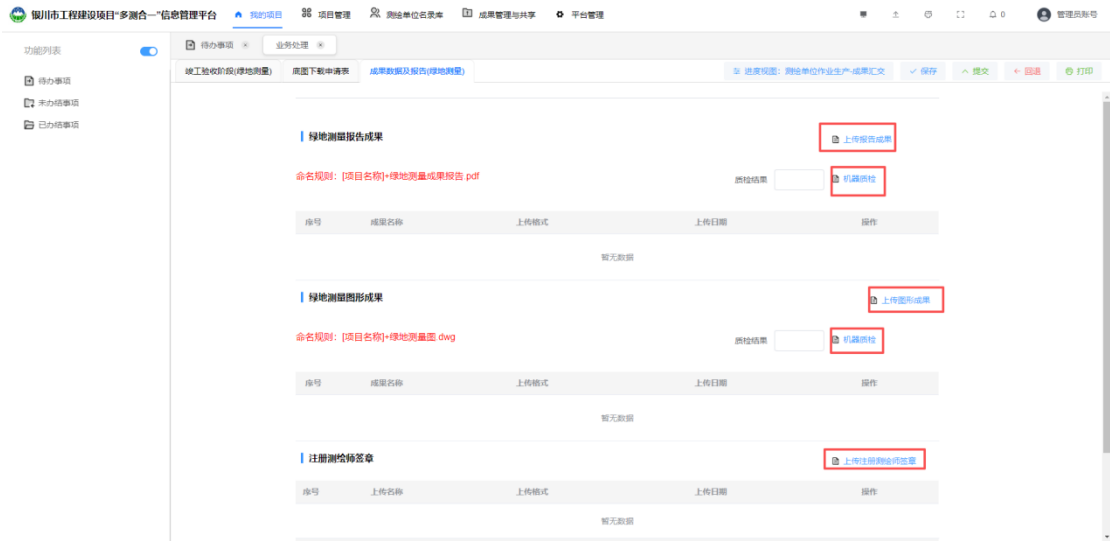 银川市工程建设项目“多测合一”信息管理平台 我的项目 项目管理 测绘单位名录库 成果管理与共享 平台管理 0 管理员账号
功能列表 待办事项 业务处理
竣工验收阶段(绿地测量) 底图下载申请表 成果数据及报告(绿地测量) 进度视图：测绘单位作业生产-成果汇交 保存 提交 回退 打印
待办事项
未办结事项
已办结事项
绿地测量报告成果 上传报告成果
命名规则：[项目名称]+绿地测量成果报告.pdf 质检结果 机器质检
序号 成果名称 上传格式 上传日期 操作
暂无数据
绿地测量图形成果 上传图形成果
命名规则：[项目名称]+绿地测量图.dwg 质检结果 机器质检
序号 成果名称 上传格式 上传日期 操作
暂无数据
注册测绘师签章 上传注册测绘师签章
序号 上传名称 上传格式 上传日期 操作
暂无数据